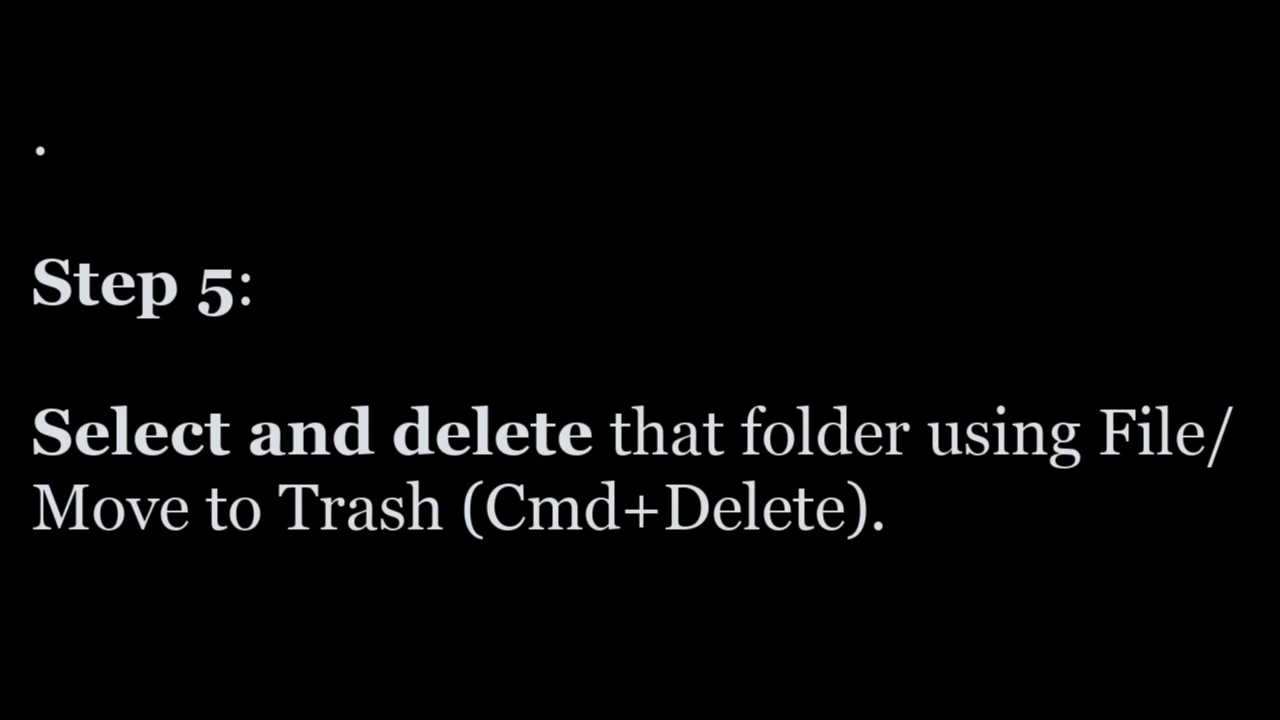 .
Step 5:
Select and delete that folder using File/
Move to Trash (Cmd+Delete).